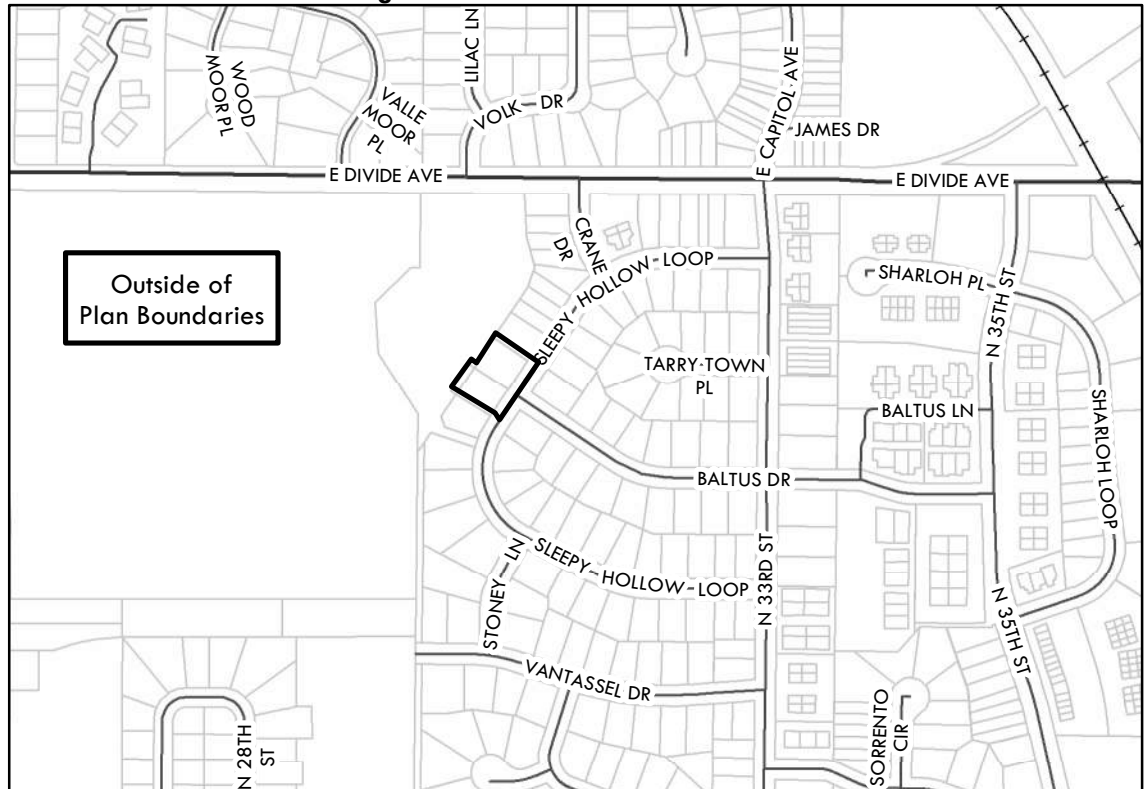 WOOD
MOOR PL
VALLE
MOOR
PL
LILAC LN
VOLK DR
E CAPITOL AVE
JAMES DR
E DIVIDE AVE
E DIVIDE AVE
Outside of
Plan Boundaries
CRANE
DR
SLEEPY HOLLOW LOOP
SHARLOH PL
N 35TH ST
TARRY TOWN
PL
BALTUS LN
SHARLOH LOOP
BALTUS DR
SLEEPY HOLLOW LOOP
STONEY LN
N 33RD ST
N 35TH ST
VANTASSEL DR
SORRENTO
CIR
N 28TH
ST